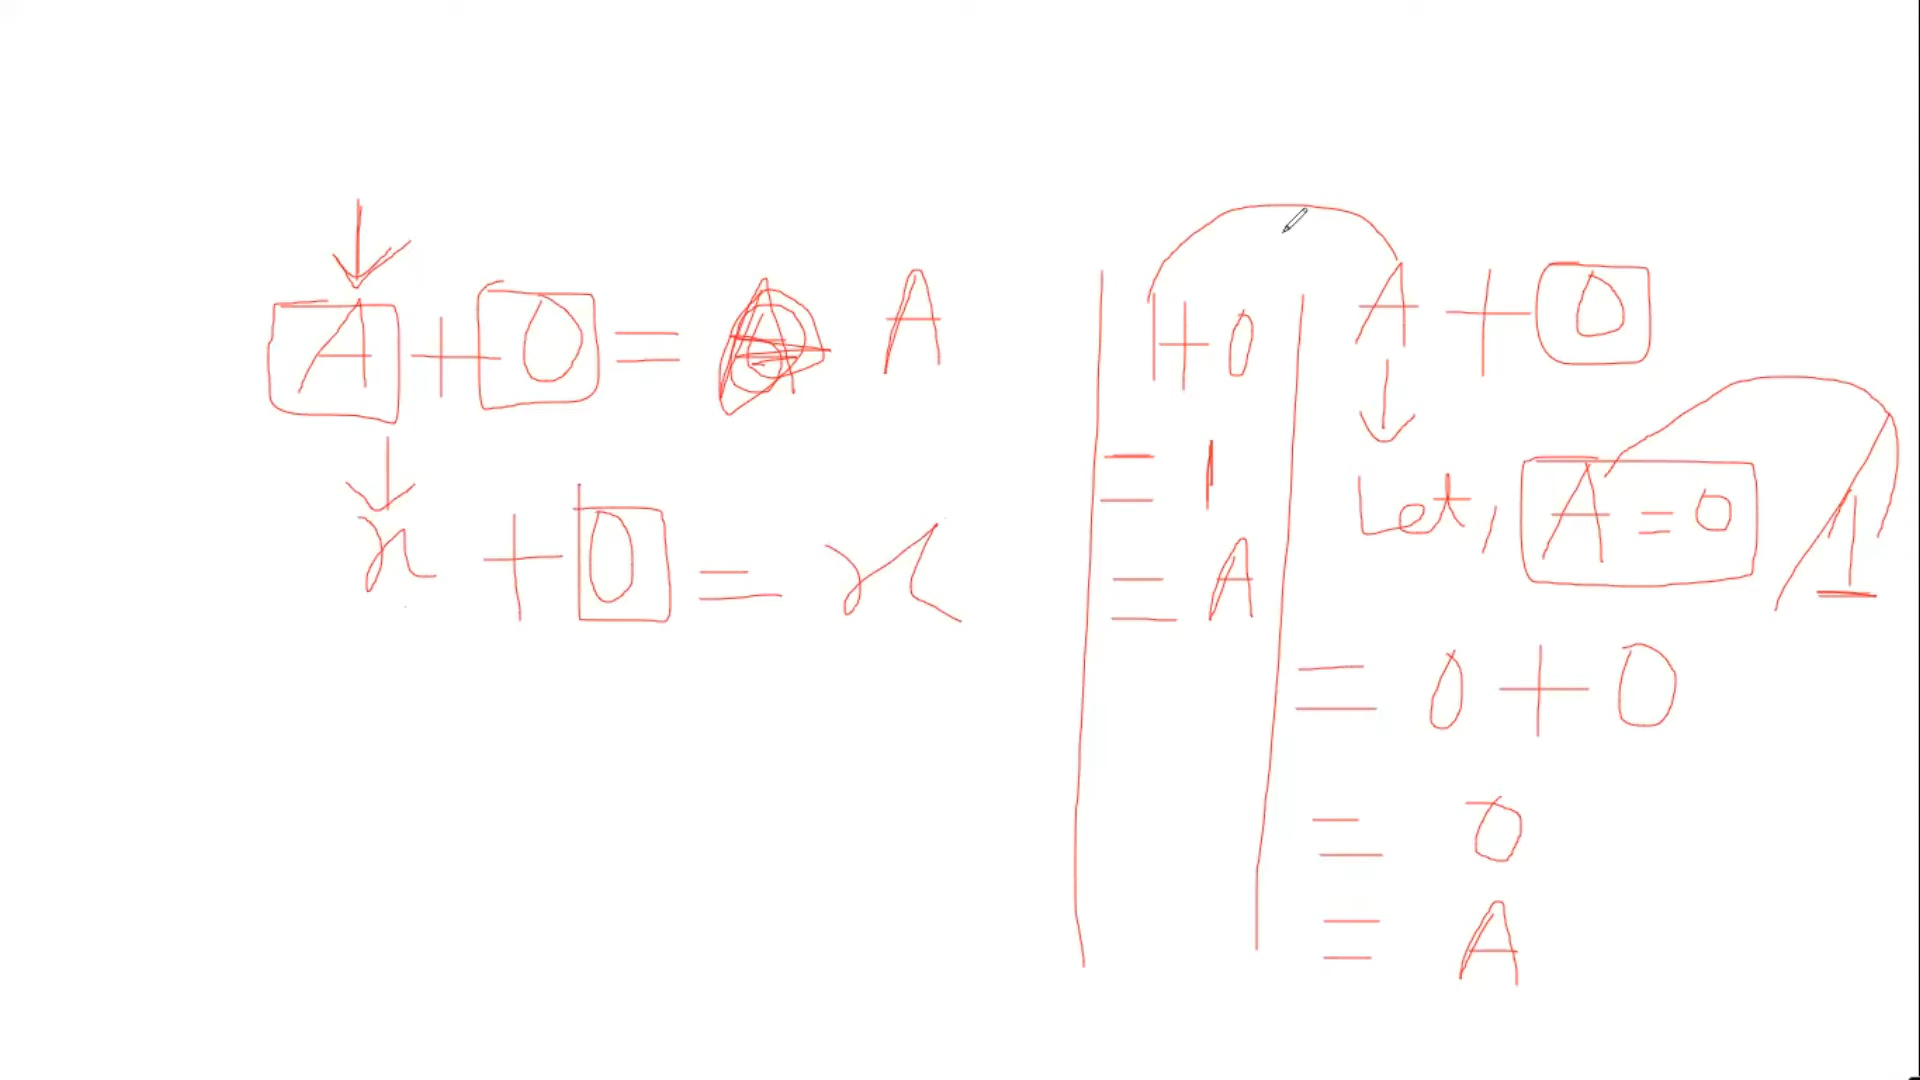 A + 0 = A
x + 0 = x
1 + 0
= 1
= A
A + 0
Let, A = 0 1
= 0 + 0
= 0
= A